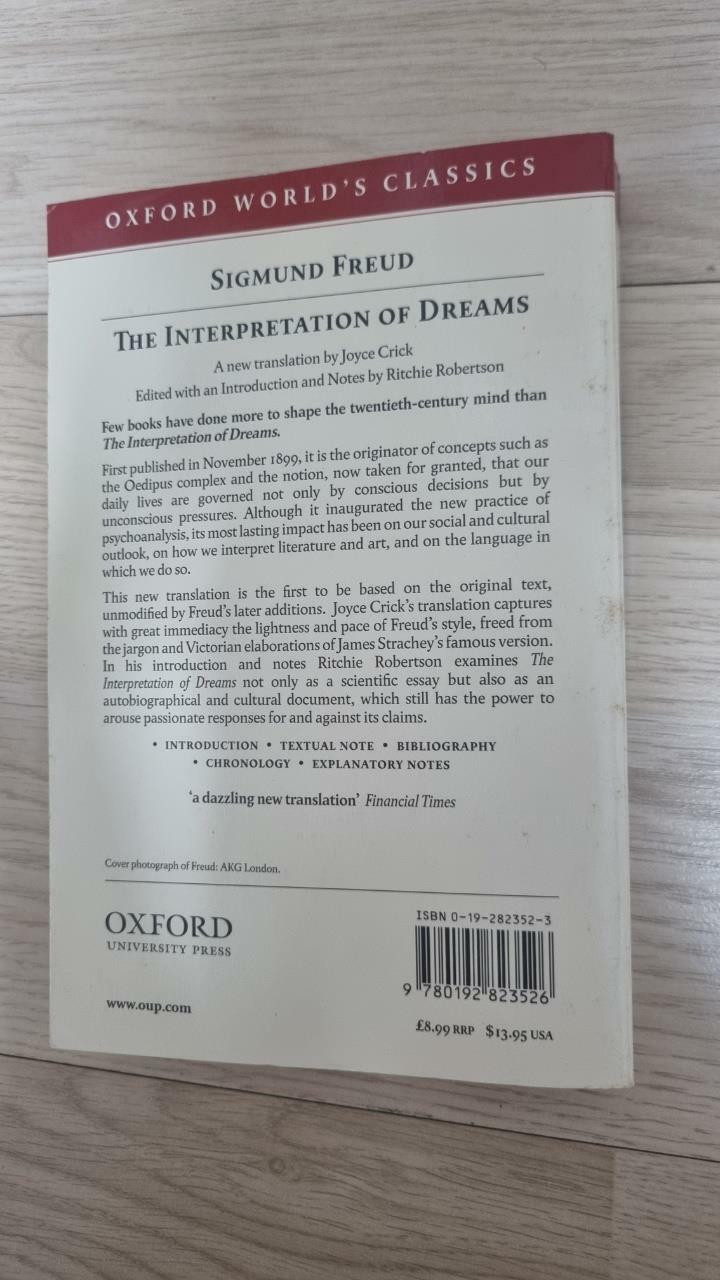 OXFORD WORLD'S CLASSICS
SIGMUND FREUD
THE INTERPRETATION OF DREAMS
A new translation by Joyce Crick
Edited with an Introduction and Notes by Ritchie Robertson
Few books have done more to shape the twentieth-century mind than
The Interpretation of Dreams.
First published in November 1899, it is the originator of concepts such as
the Oedipus complex and the notion, now taken for granted, that our
daily lives are governed not only by conscious decisions but by
unconscious pressures. Although it inaugurated the new practice of
psychoanalysis, its most lasting impact has been on our social and cultural
outlook, on how we interpret literature and art, and on the language in
which we do so.
This new translation is the first to be based on the original text,
unmodified by Freud's later additions. Joyce Crick's translation captures
with great immediacy the lightness and pace of Freud's style, freed from
the jargon and Victorian elaborations of James Strachey's famous version.
In his introduction and notes Ritchie Robertson examines The
Interpretation of Dreams not only as a scientific essay but also as an
autobiographical and cultural document, which still has the power to
arouse passionate responses for and against its claims.
• INTRODUCTION • TEXTUAL NOTE • BIBLIOGRAPHY
• CHRONOLOGY • EXPLANATORY NOTES
'a dazzling new translation' Financial Times
Cover photograph of Freud: AKG London.
OXFORD
UNIVERSITY PRESS
www.oup.com
ISBN 0-19-282352-3
9 780192 823526
£8.99 RRP $13.95 USA